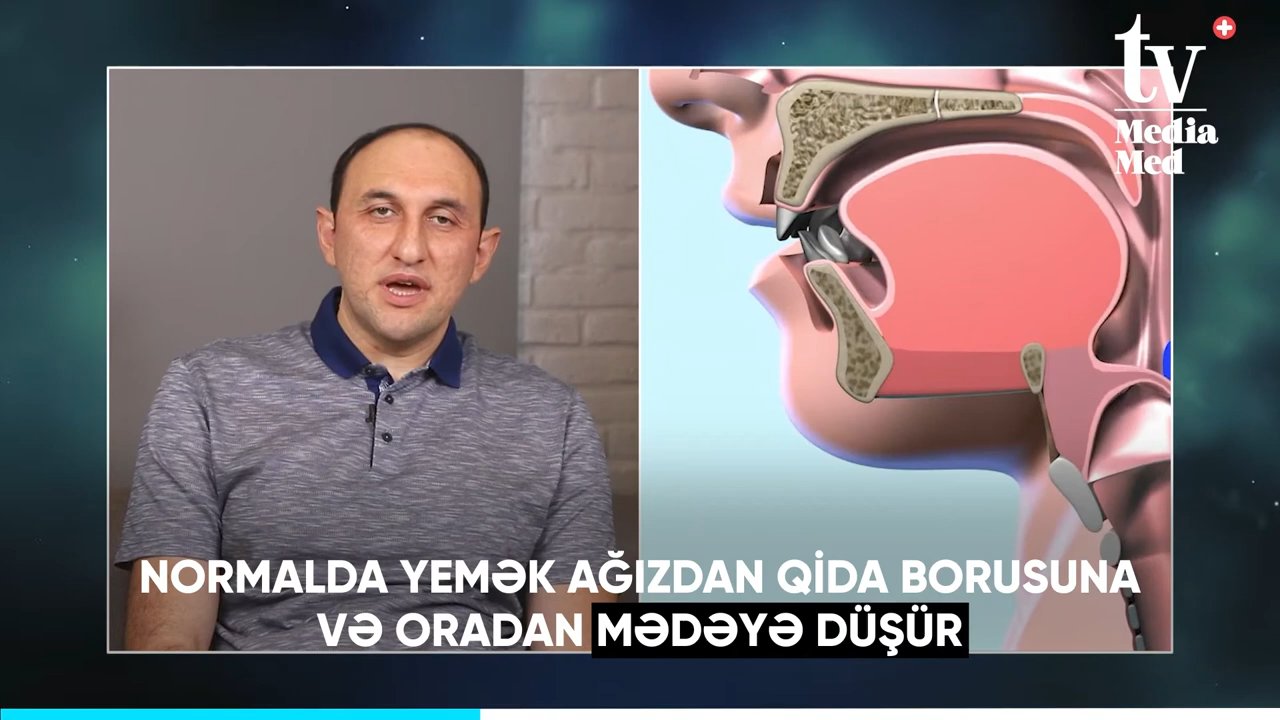 tv
Media
Med
NORMALDA YEMƏK AĞIZDAN QİDA BORUSUNA
VƏ ORADAN MƏDƏYƏ DÜŞÜR